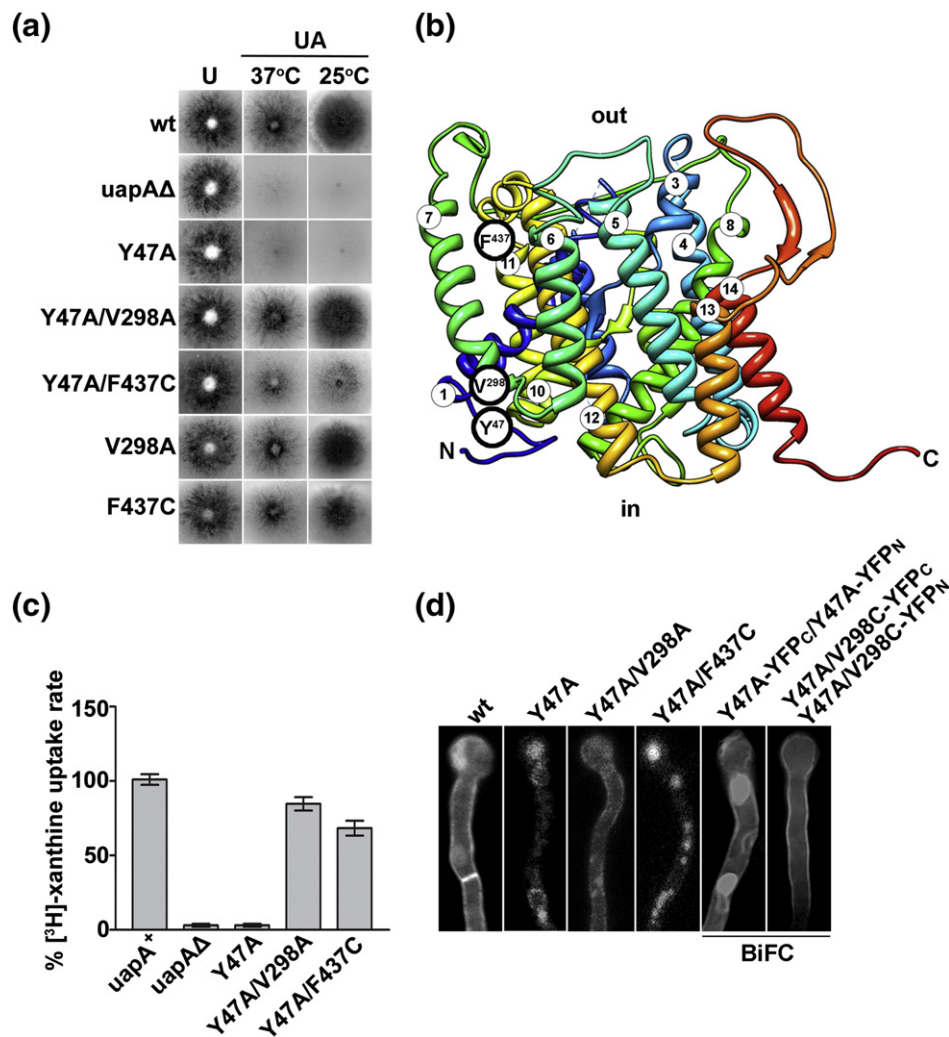 (a)
UA
U 37°C 25°C
wt
uapAΔ
Y47A
Y47A/V298A
Y47A/F437C
V298A
F437C
(b)
out
3
7 F437 6 5 4 8
11
14
13
1 V298 10
12
Y47
N
C
in
(c)
% [³H]-xanthine uptake rate
150
100
50
0
uapA+
uapAΔ
Y47A
Y47A/V298A
Y47A/F437C
(d)
wt
Y47A
Y47A/V298A
Y47A/F437C
Y47A-YFPC/Y47A-YFPN
Y47A/V298C-YFPC
Y47A/V298C-YFPN
BiFC